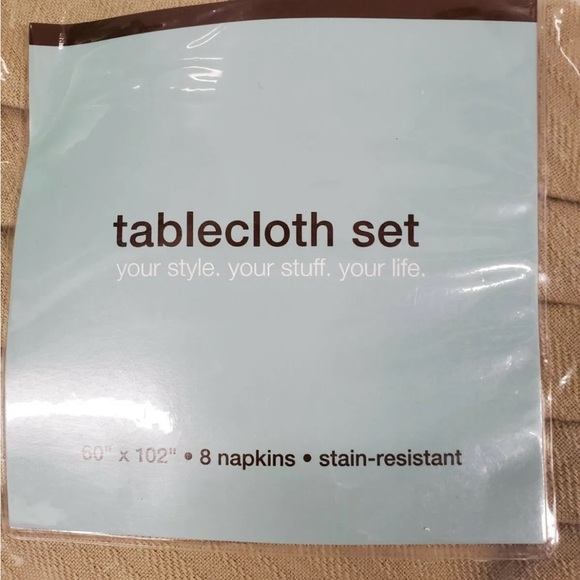 tablecloth set
your style. your stuff. your life.
60" x 102" • 8 napkins • stain-resistant